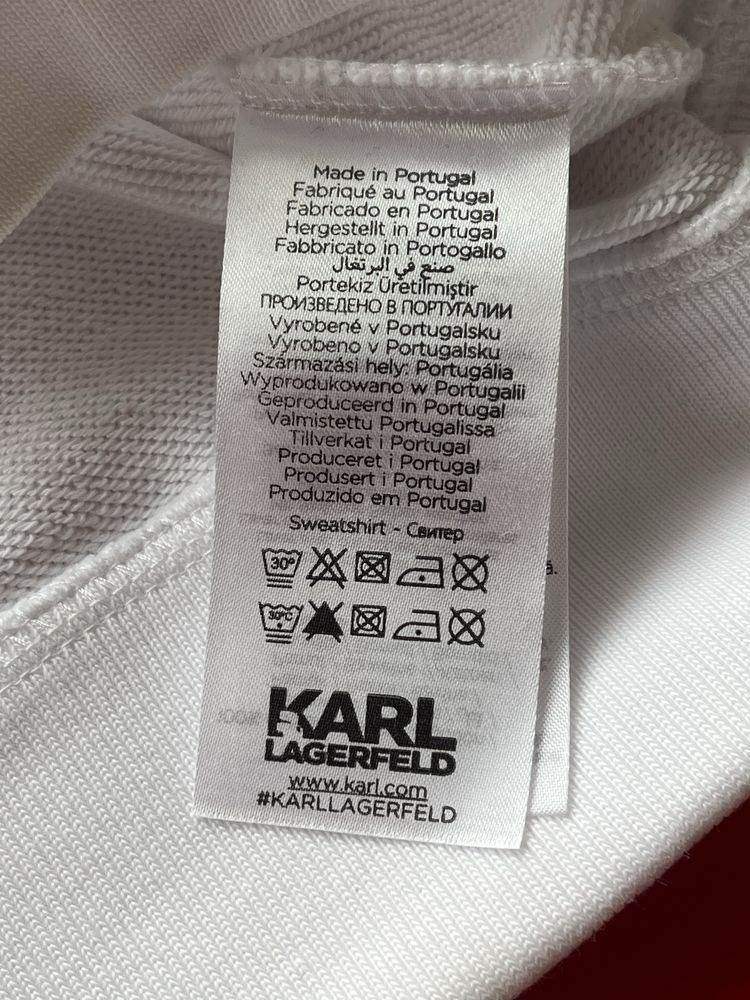 Made in Portugal
Fabriqué au Portugal
Fabricado en Portugal
Hergestellt in Portugal
Fabbricato in Portogallo
صنع في البرتغال
Portekiz Üretilmiştir
ПРОИЗВЕДЕНО В ПОРТУГАЛИИ
Vyrobené v Portugalsku
Vyrobeno v Portugalsku
Származási hely: Portugália
Wyprodukowano w Portugalii
Geproduceerd in Portugal
Valmistettu Portugalissa
Tillverkat i Portugal
Produceret i Portugal
Produsert i Portugal
Produzido em Portugal
Sweatshirt - Свитер
30°
30°C
KARL
LAGERFELD
www.karl.com
#KARLLAGERFELD